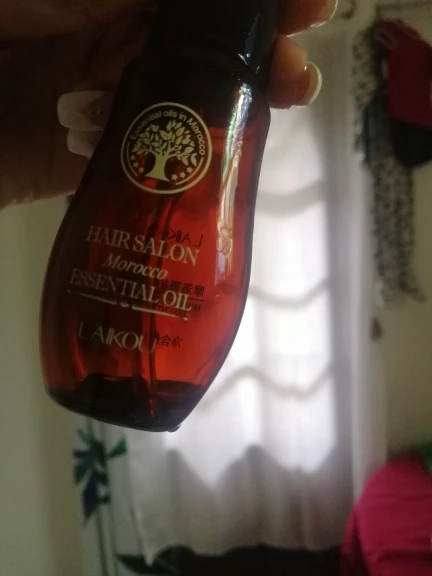 Essential oils in Morocco
HAIR SALON
Morocco
ESSENTIAL OIL
LAIKOU